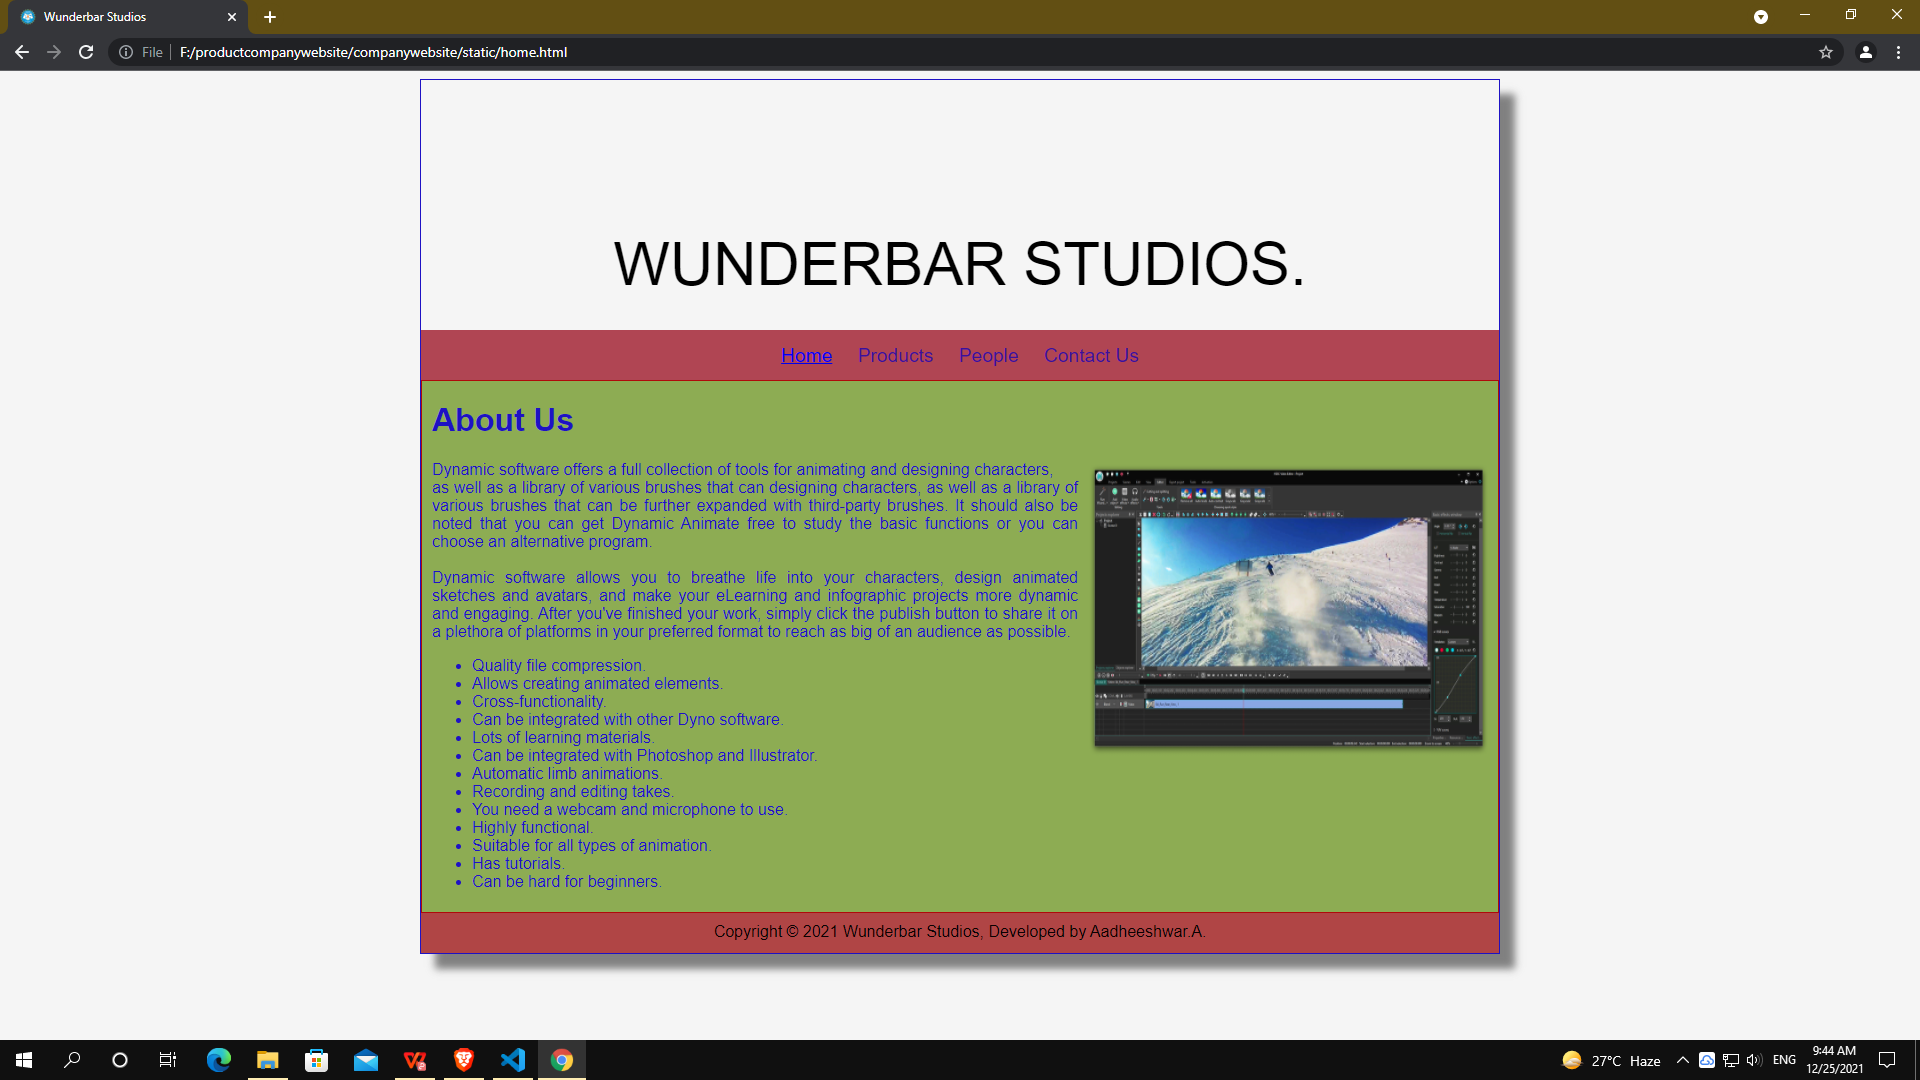 Wunderbar Studios
File
F:/productcompanywebsite/companywebsite/static/home.html
WUNDERBAR STUDIOS.
Home Products People Contact Us
About Us
Dynamic software offers a full collection of tools for animating and designing characters,
as well as a library of various brushes that can designing characters, as well as a library of
various brushes that can be further expanded with third-party brushes. It should also be
noted that you can get Dynamic Animate free to study the basic functions or you can
choose an alternative program.
Dynamic software allows you to breathe life into your characters, design animated
sketches and avatars, and make your eLearning and infographic projects more dynamic
and engaging. After you've finished your work, simply click the publish button to share it on
a plethora of platforms in your preferred format to reach as big of an audience as possible.
• Quality file compression.
• Allows creating animated elements.
• Cross-functionality.
• Can be integrated with other Dyno software.
• Lots of learning materials.
• Can be integrated with Photoshop and Illustrator.
• Automatic limb animations.
• Recording and editing takes.
• You need a webcam and microphone to use.
• Highly functional.
• Suitable for all types of animation.
• Has tutorials.
• Can be hard for beginners.
Copyright © 2021 Wunderbar Studios, Developed by Aadheeshwar.A.
27°C Haze
ENG
9:44 AM
12/25/2021